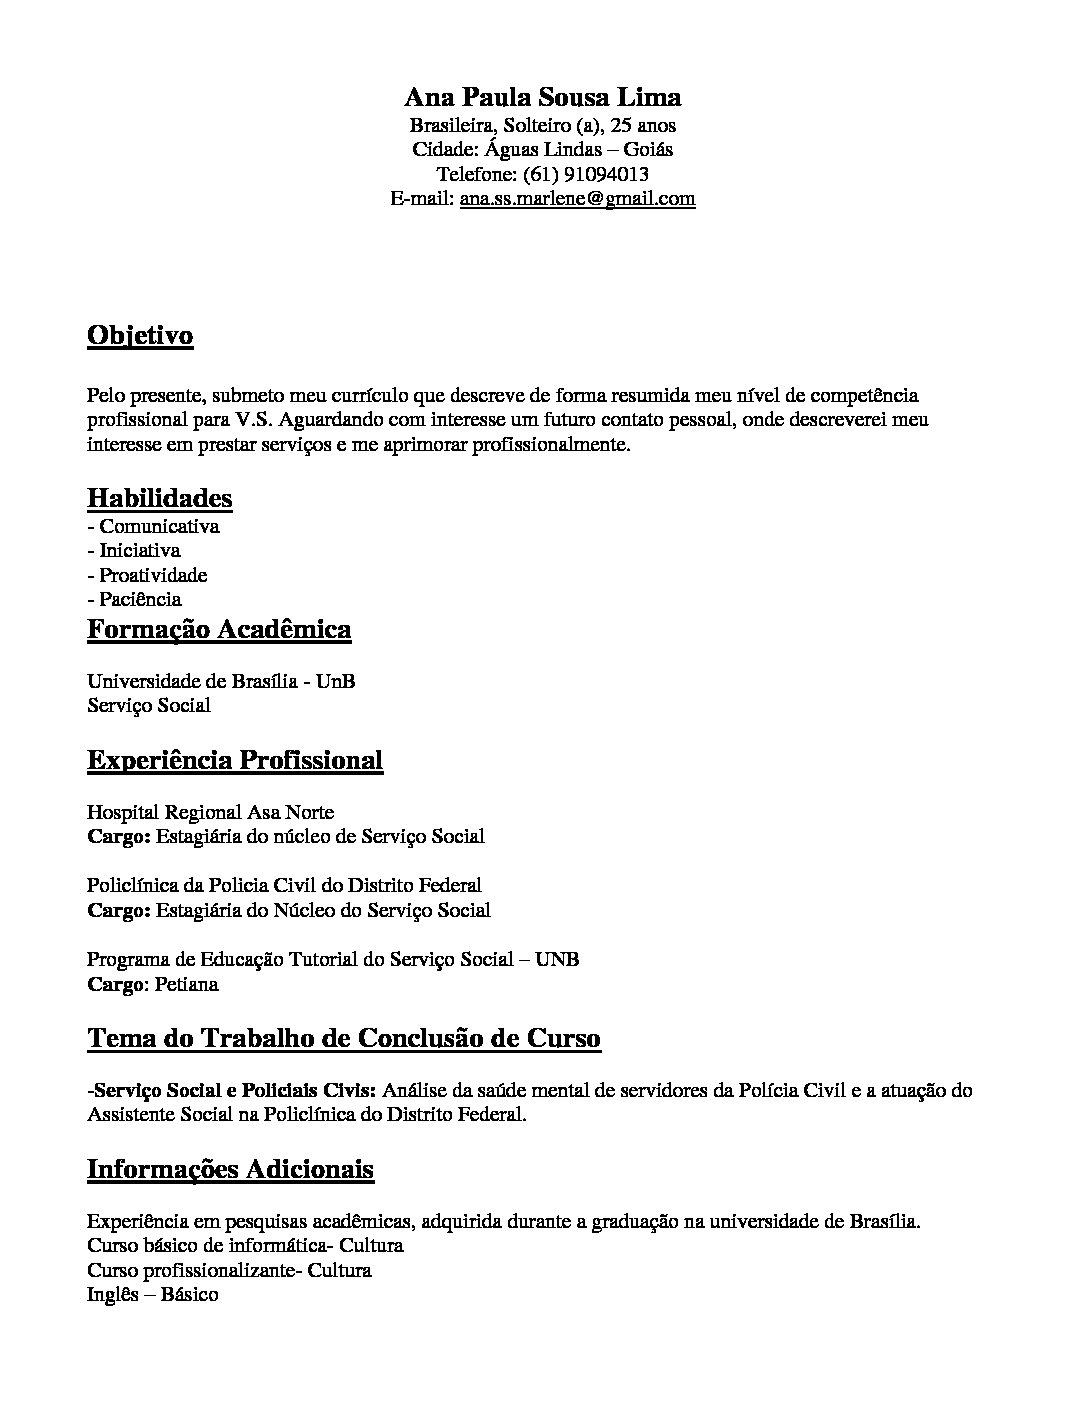 Ana Paula Sousa Lima
Brasileira, Solteiro (a), 25 anos
Cidade: Águas Lindas – Goiás
Telefone: (61) 91094013
E-mail: ana.ss.marlene@gmail.com
Objetivo
Pelo presente, submeto meu currículo que descreve de forma resumida meu nível de competência
profissional para V.S. Aguardando com interesse um futuro contato pessoal, onde descreverei meu
interesse em prestar serviços e me aprimorar profissionalmente.
Habilidades
- Comunicativa
- Iniciativa
- Proatividade
- Paciência
Formação Acadêmica
Universidade de Brasília - UnB
Serviço Social
Experiência Profissional
Hospital Regional Asa Norte
Cargo: Estagiária do núcleo de Serviço Social
Policlínica da Policia Civil do Distrito Federal
Cargo: Estagiária do Núcleo do Serviço Social
Programa de Educação Tutorial do Serviço Social – UNB
Cargo: Petiana
Tema do Trabalho de Conclusão de Curso
-Serviço Social e Policiais Civis: Análise da saúde mental de servidores da Polícia Civil e a atuação do
Assistente Social na Policlínica do Distrito Federal.
Informações Adicionais
Experiência em pesquisas acadêmicas, adquirida durante a graduação na universidade de Brasília.
Curso básico de informática- Cultura
Curso profissionalizante- Cultura
Inglês – Básico